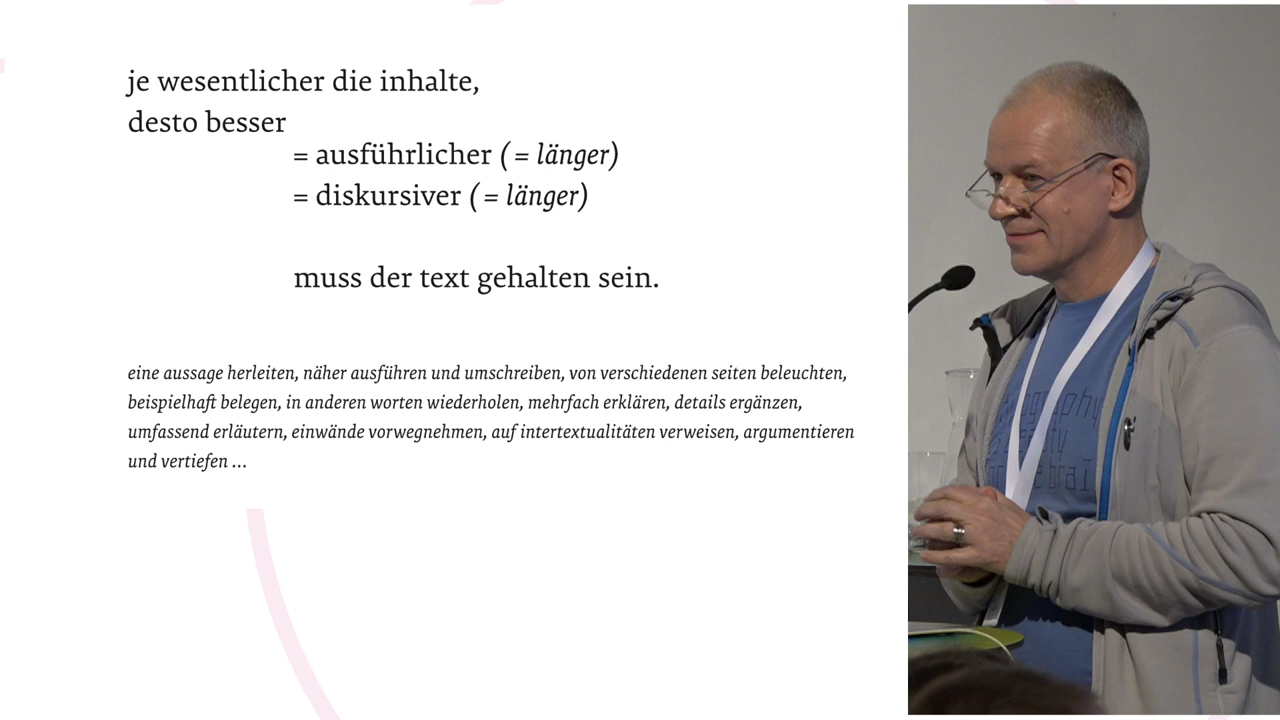 je wesentlicher die inhalte,
desto besser
= ausführlicher ( = länger)
= diskursiver ( = länger)
muss der text gehalten sein.
eine aussage herleiten, näher ausführen und umschreiben, von verschiedenen seiten beleuchten,
beispielhaft belegen, in anderen worten wiederholen, mehrfach erklären, details ergänzen,
umfassend erläutern, einwände vorwegnehmen, auf intertextualitäten verweisen, argumentieren
und vertiefen ...